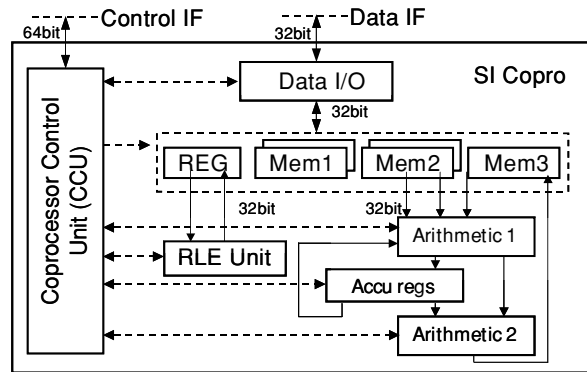 Control IF
Data IF
64bit
32bit
Data I/O
SI Copro
32bit
Coprocessor Control
Unit (CCU)
REG
Mem1
Mem2
Mem3
32bit
32bit
Arithmetic 1
RLE Unit
Accu regs
Arithmetic 2